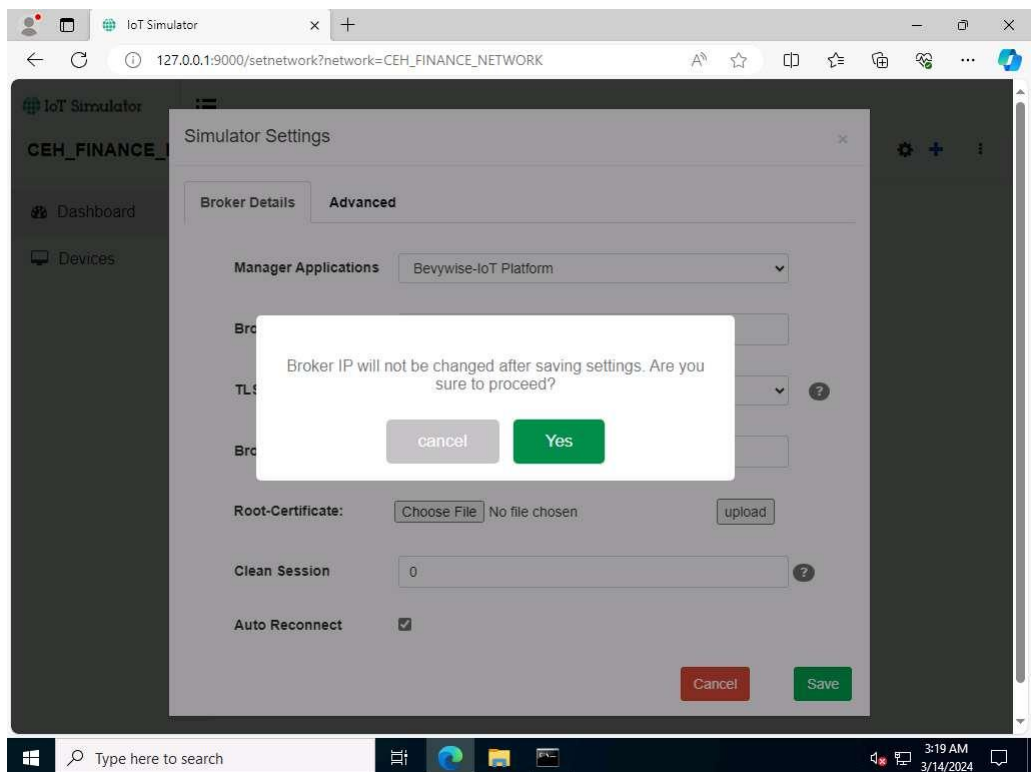 IoT Simulator
127.0.0.1:9000/setnetwork?network=CEH_FINANCE_NETWORK
IoT Simulator
CEH_FINANCE_
Simulator Settings
Dashboard
Devices
Broker Details
Advanced
Manager Applications
Bevywise-IoT Platform
Bro
TLS
Bro
Broker IP will not be changed after saving settings. Are you
sure to proceed?
cancel
Yes
Root-Certificate:
Choose File No file chosen
upload
Clean Session
0
Auto Reconnect
Cancel
Save
Type here to search
3:19 AM
3/14/2024